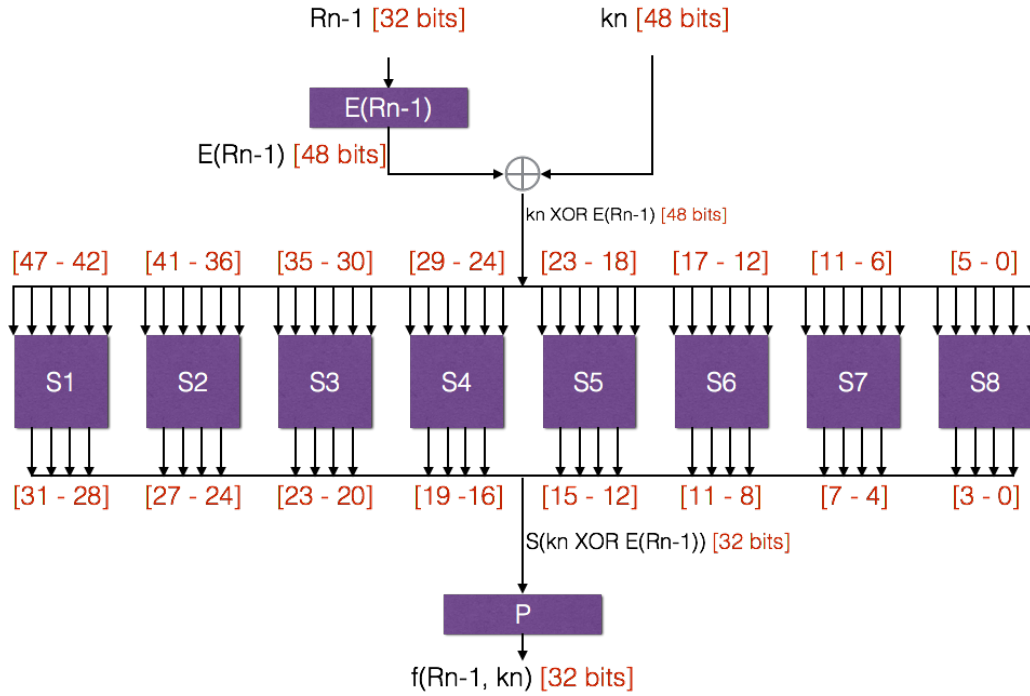 Rn-1 [32 bits]
kn [48 bits]
E(Rn-1)
E(Rn-1) [48 bits]
kn XOR E(Rn-1) [48 bits]
[47 - 42] [41 - 36] [35 - 30] [29 - 24] [23 - 18] [17 - 12] [11 - 6] [5 - 0]
S1 S2 S3 S4 S5 S6 S7 S8
[31 - 28] [27 - 24] [23 - 20] [19 -16] [15 - 12] [11 - 8] [7 - 4] [3 - 0]
S(kn XOR E(Rn-1)) [32 bits]
P
f(Rn-1, kn) [32 bits]